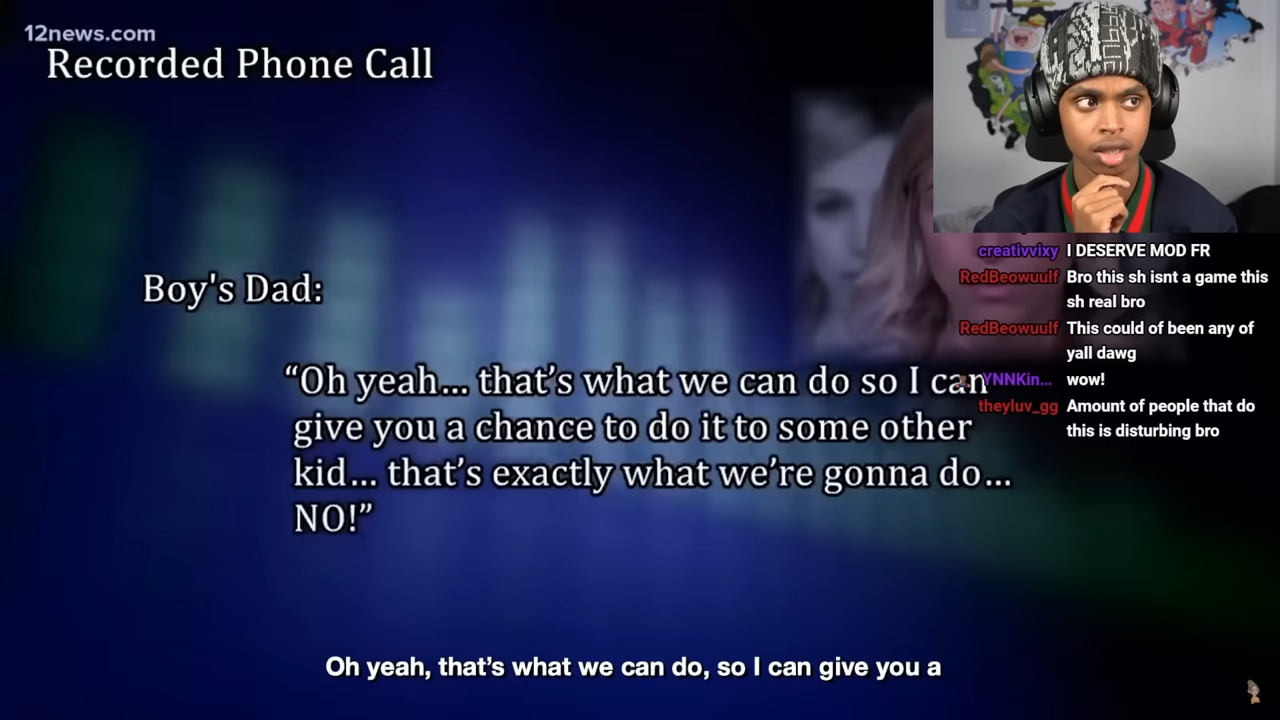 12news.com
Recorded Phone Call
Boy's Dad:
“Oh yeah… that’s what we can do so I can
give you a chance to do it to some other
kid… that’s exactly what we’re gonna do…
NO!”
Oh yeah, that’s what we can do, so I can give you a
creativvixy I DESERVE MOD FR
RedBeowuulf Bro this sh isnt a game this
sh real bro
RedBeowuulf This could of been any of
yall dawg
YNNKin... wow!
theyluv_gg Amount of people that do
this is disturbing bro